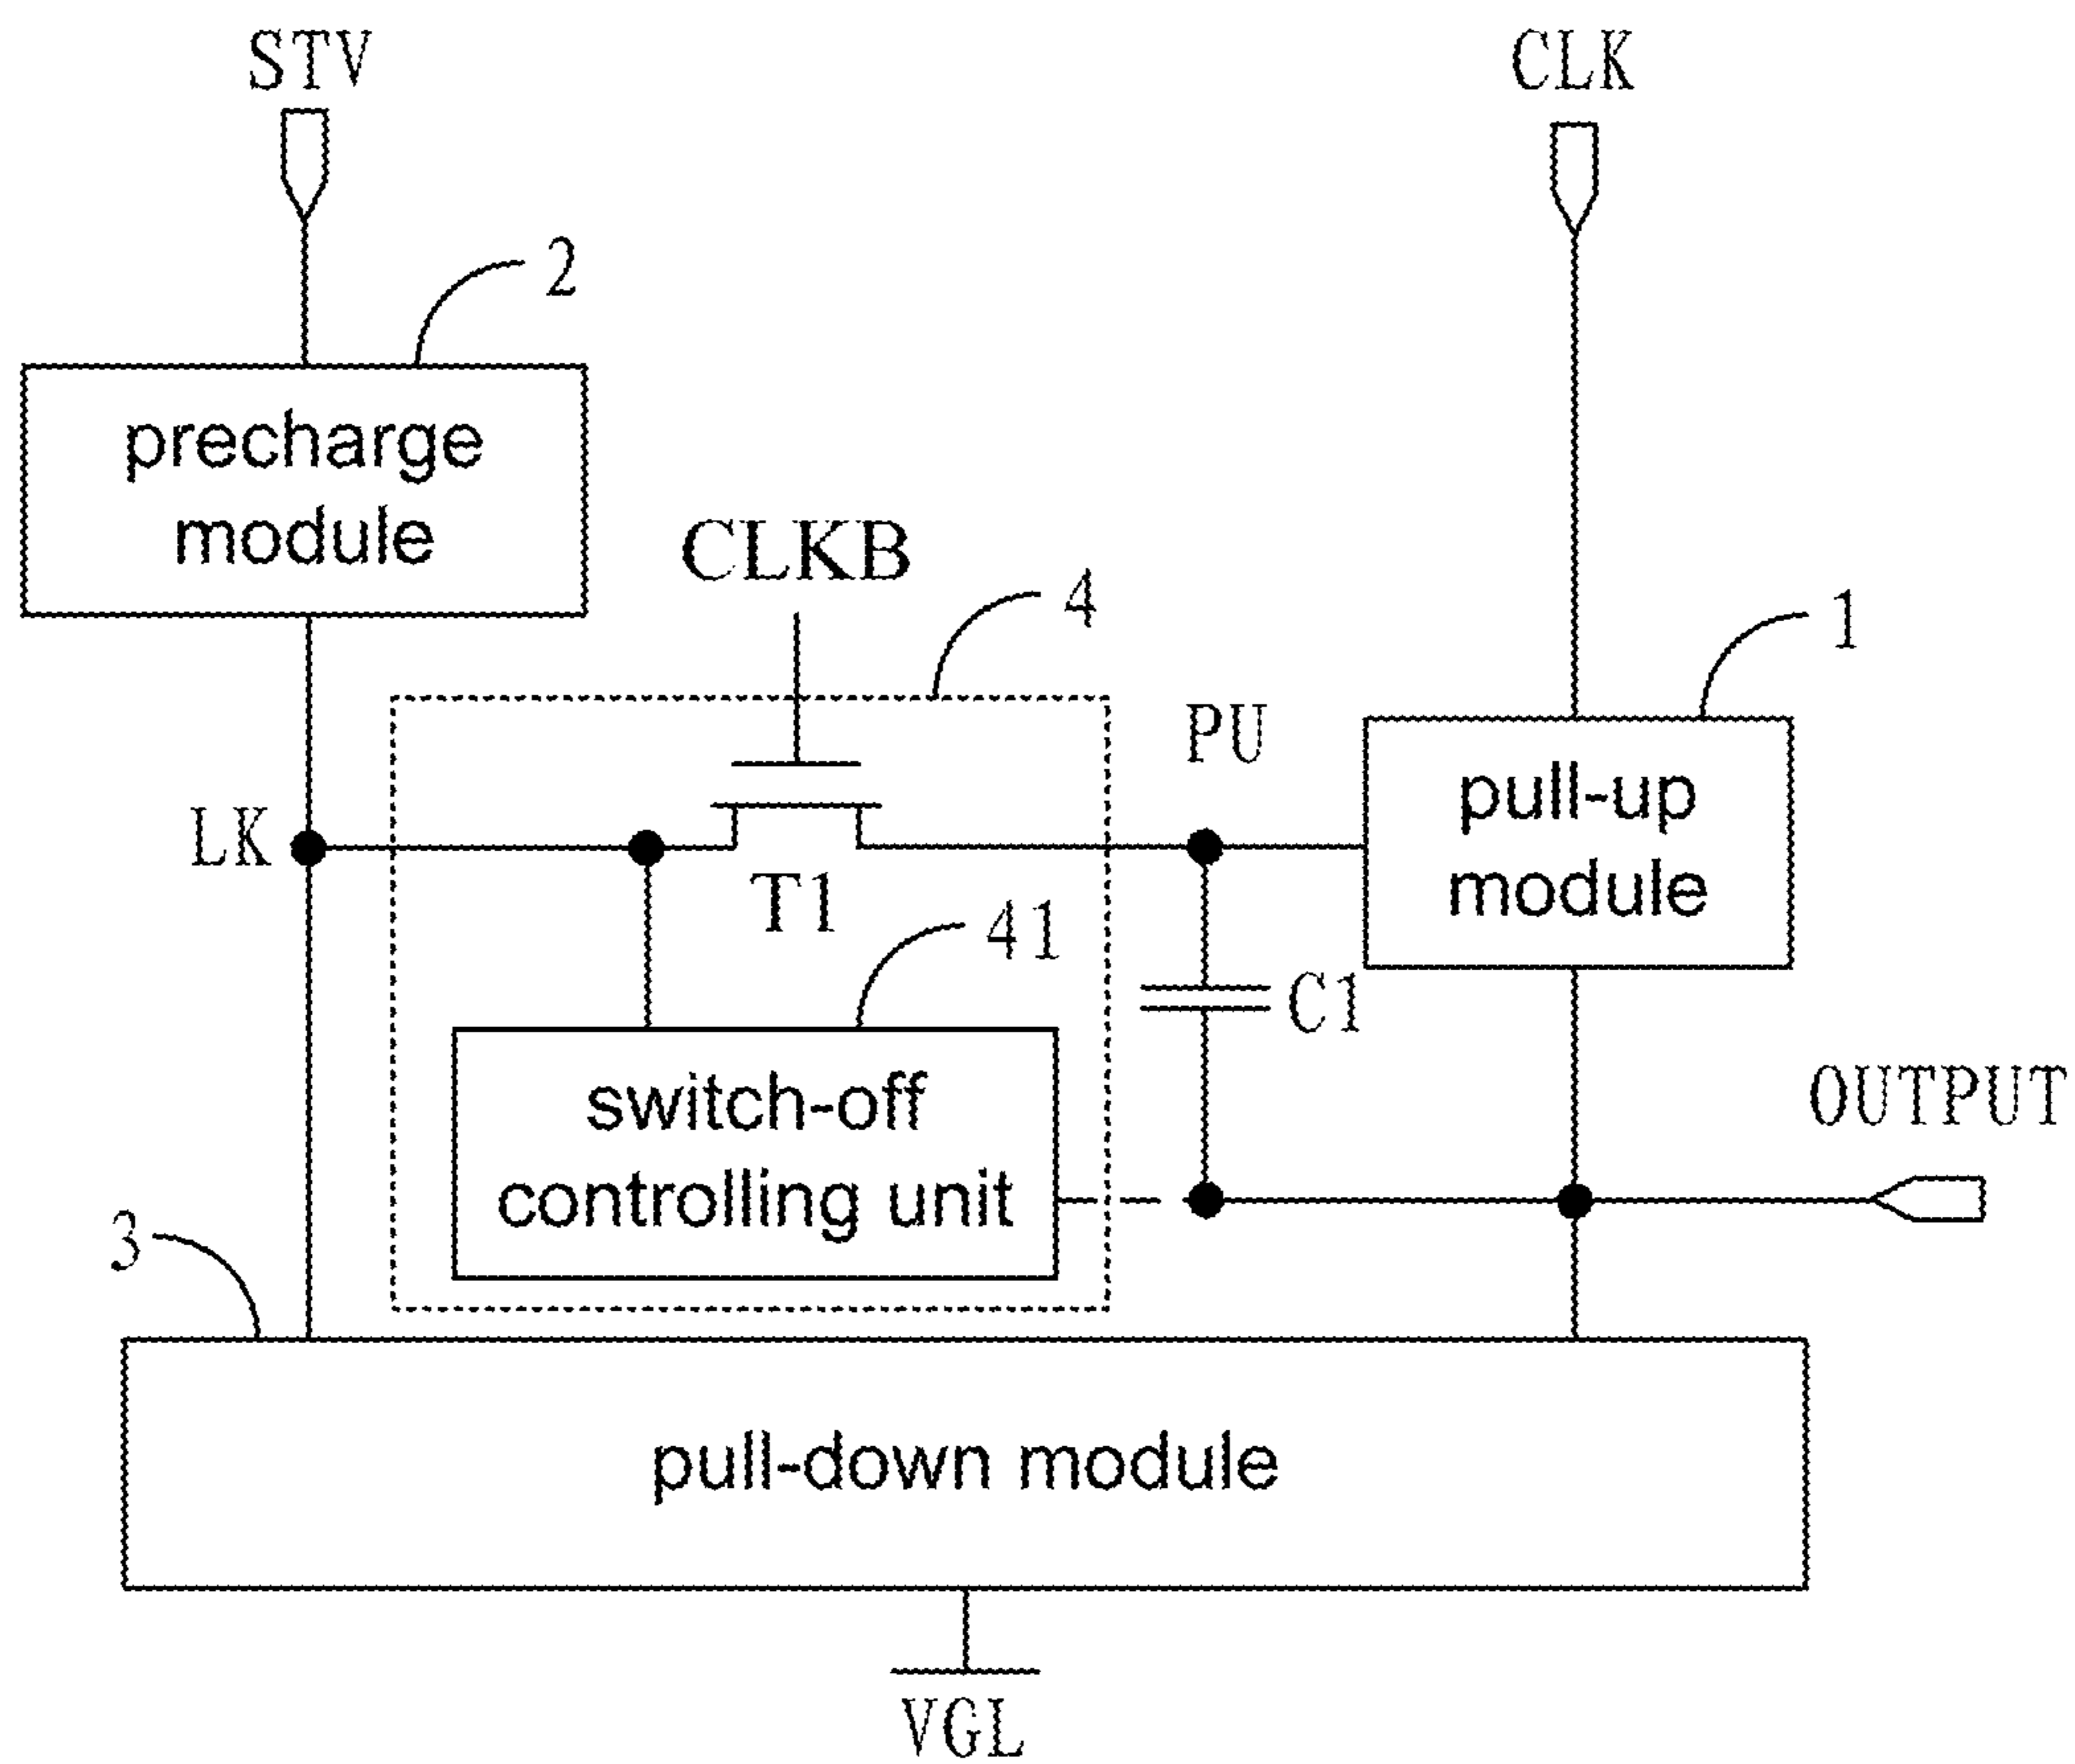 STV
CLK
2
precharge
module
CLKB
4
1
PU
pull-up
module
LK
T1
41
C1
switch-off
controlling unit
OUTPUT
3
pull-down module
VGL